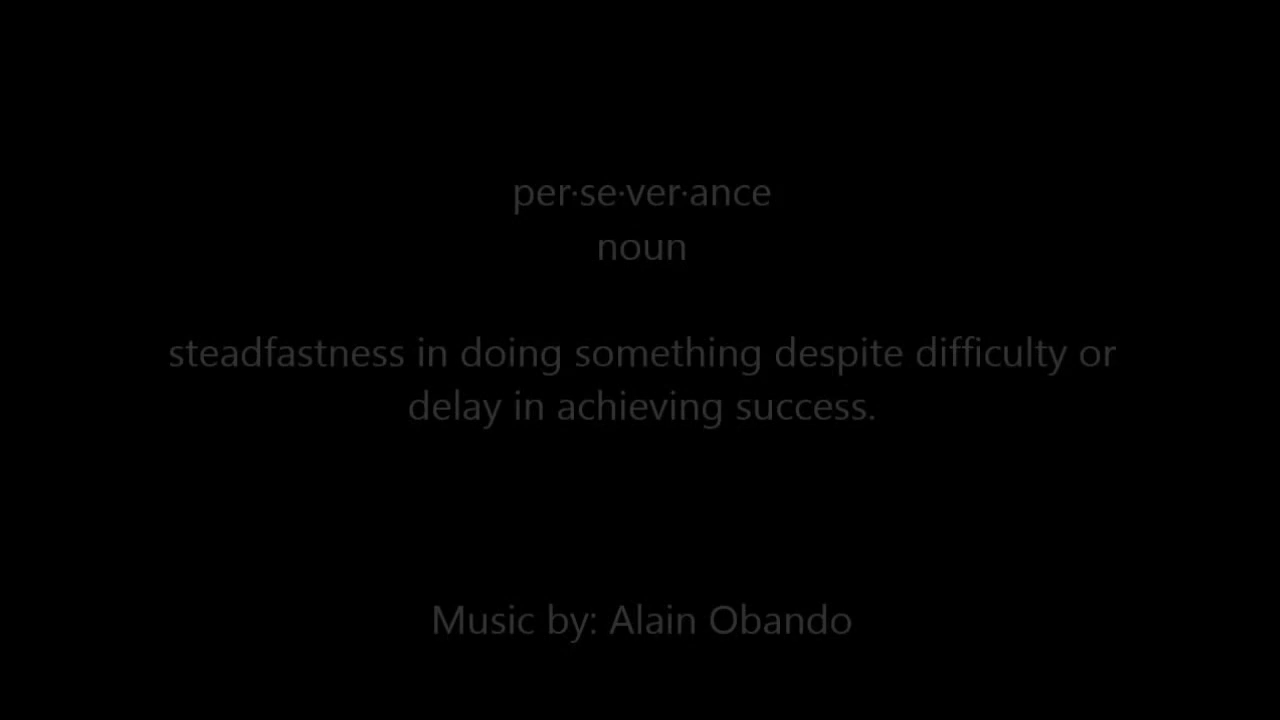 per·se·ver·ance
noun
steadfastness in doing something despite difficulty or
delay in achieving success.
Music by: Alain Obando